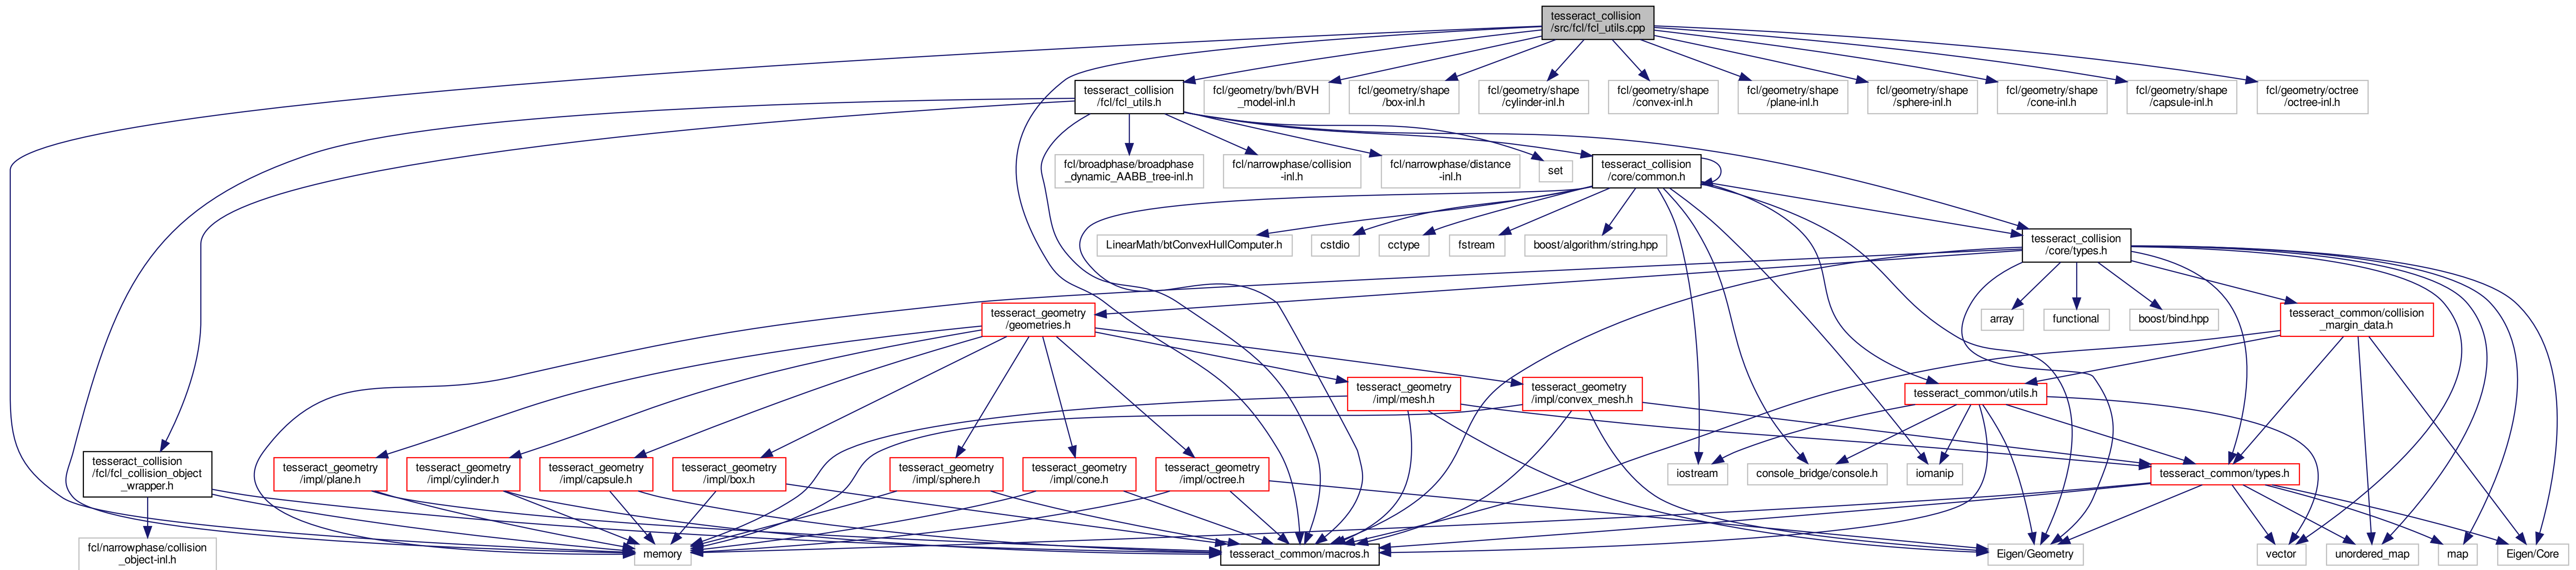 tesseract_collision
/src/fcl/fcl_utils.cpp
tesseract_collision
/fcl/fcl_utils.h
fcl/geometry/bvh/BVH
_model-inl.h
fcl/geometry/shape
/box-inl.h
fcl/geometry/shape
/cylinder-inl.h
fcl/geometry/shape
/convex-inl.h
fcl/geometry/shape
/plane-inl.h
fcl/geometry/shape
/sphere-inl.h
fcl/geometry/shape
/cone-inl.h
fcl/geometry/shape
/capsule-inl.h
fcl/geometry/octree
/octree-inl.h
fcl/broadphase/broadphase
_dynamic_AABB_tree-inl.h
fcl/narrowphase/collision
-inl.h
fcl/narrowphase/distance
-inl.h
set
tesseract_collision
/core/common.h
LinearMath/btConvexHullComputer.h
cstdio
cctype
fstream
boost/algorithm/string.hpp
tesseract_collision
/core/types.h
tesseract_geometry
/geometries.h
array
functional
boost/bind.hpp
tesseract_common/collision
_margin_data.h
tesseract_geometry
/impl/mesh.h
tesseract_geometry
/impl/convex_mesh.h
tesseract_common/utils.h
tesseract_collision
/fcl/fcl_collision_object
_wrapper.h
tesseract_geometry
/impl/plane.h
tesseract_geometry
/impl/cylinder.h
tesseract_geometry
/impl/capsule.h
tesseract_geometry
/impl/box.h
tesseract_geometry
/impl/sphere.h
tesseract_geometry
/impl/cone.h
tesseract_geometry
/impl/octree.h
iostream
console_bridge/console.h
iomanip
tesseract_common/types.h
fcl/narrowphase/collision
_object-inl.h
memory
tesseract_common/macros.h
Eigen/Geometry
vector
unordered_map
map
Eigen/Core